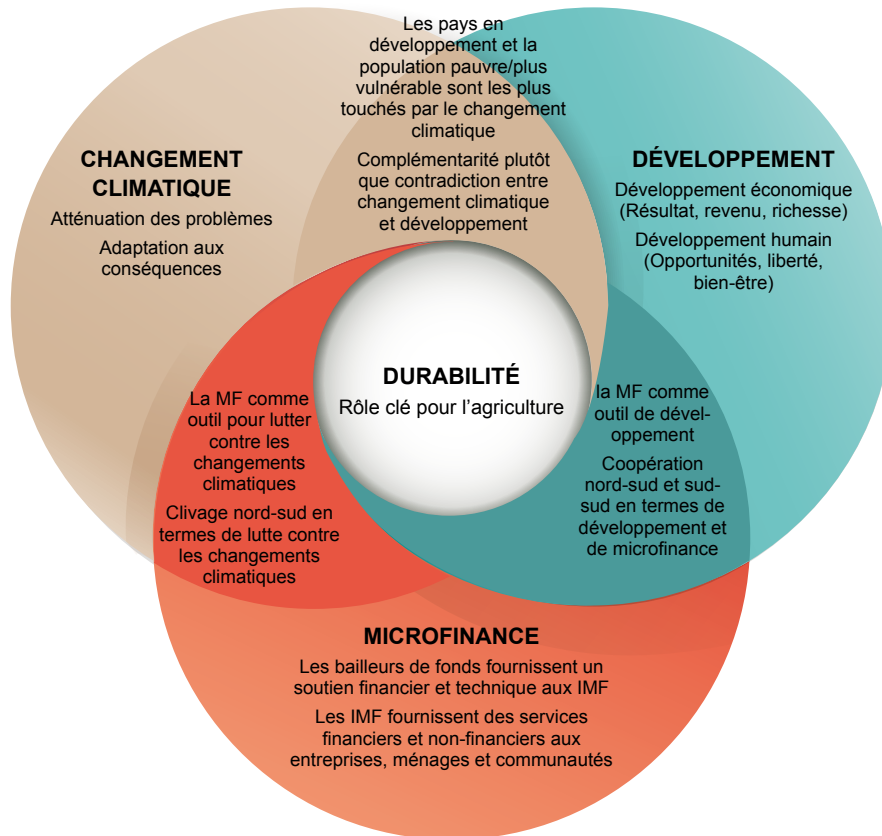 Les pays en
développement et la
population pauvre/plus
vulnérable sont les plus
touchés par le changement
climatique
Complémentarité plutôt
que contradiction entre
changement climatique
et développement
CHANGEMENT
CLIMATIQUE
Atténuation des problèmes
Adaptation aux
conséquences
DÉVELOPPEMENT
Développement économique
(Résultat, revenu, richesse)
Développement humain
(Opportunités, liberté,
bien-être)
DURABILITÉ
Rôle clé pour l’agriculture
La MF comme
outil pour lutter
contre les
changements
climatiques
Clivage nord-sud en
termes de lutte contre
les changements
climatiques
la MF comme
outil de dével-
oppement
Coopération
nord-sud et sud-
sud en termes de
développement et
de microfinance
MICROFINANCE
Les bailleurs de fonds fournissent un
soutien financier et technique aux IMF
Les IMF fournissent des services
financiers et non-financiers aux
entreprises, ménages et communautés